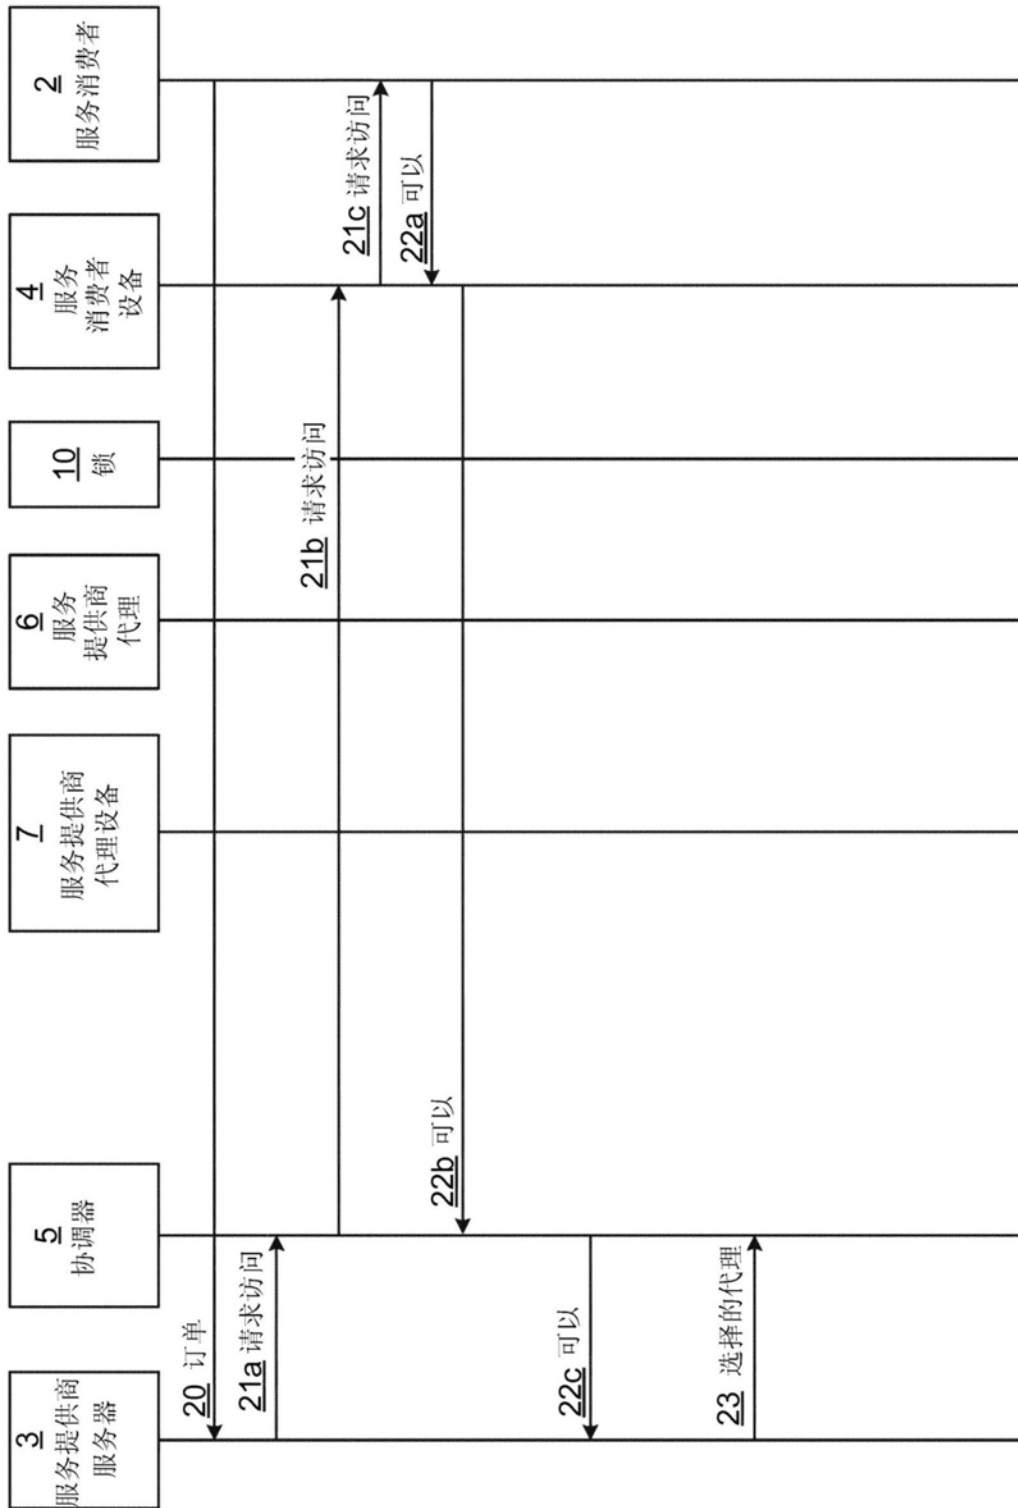 3
服务提供商
服务器
5
协调器
7
服务提供商
代理设备
6
服务
提供商
代理
10
锁
4
服务
消费者
设备
2
服务消费者
20 订单
21a 请求访问
21b 请求访问
21c 请求访问
22a 可以
22b 可以
22c 可以
23 选择的代理